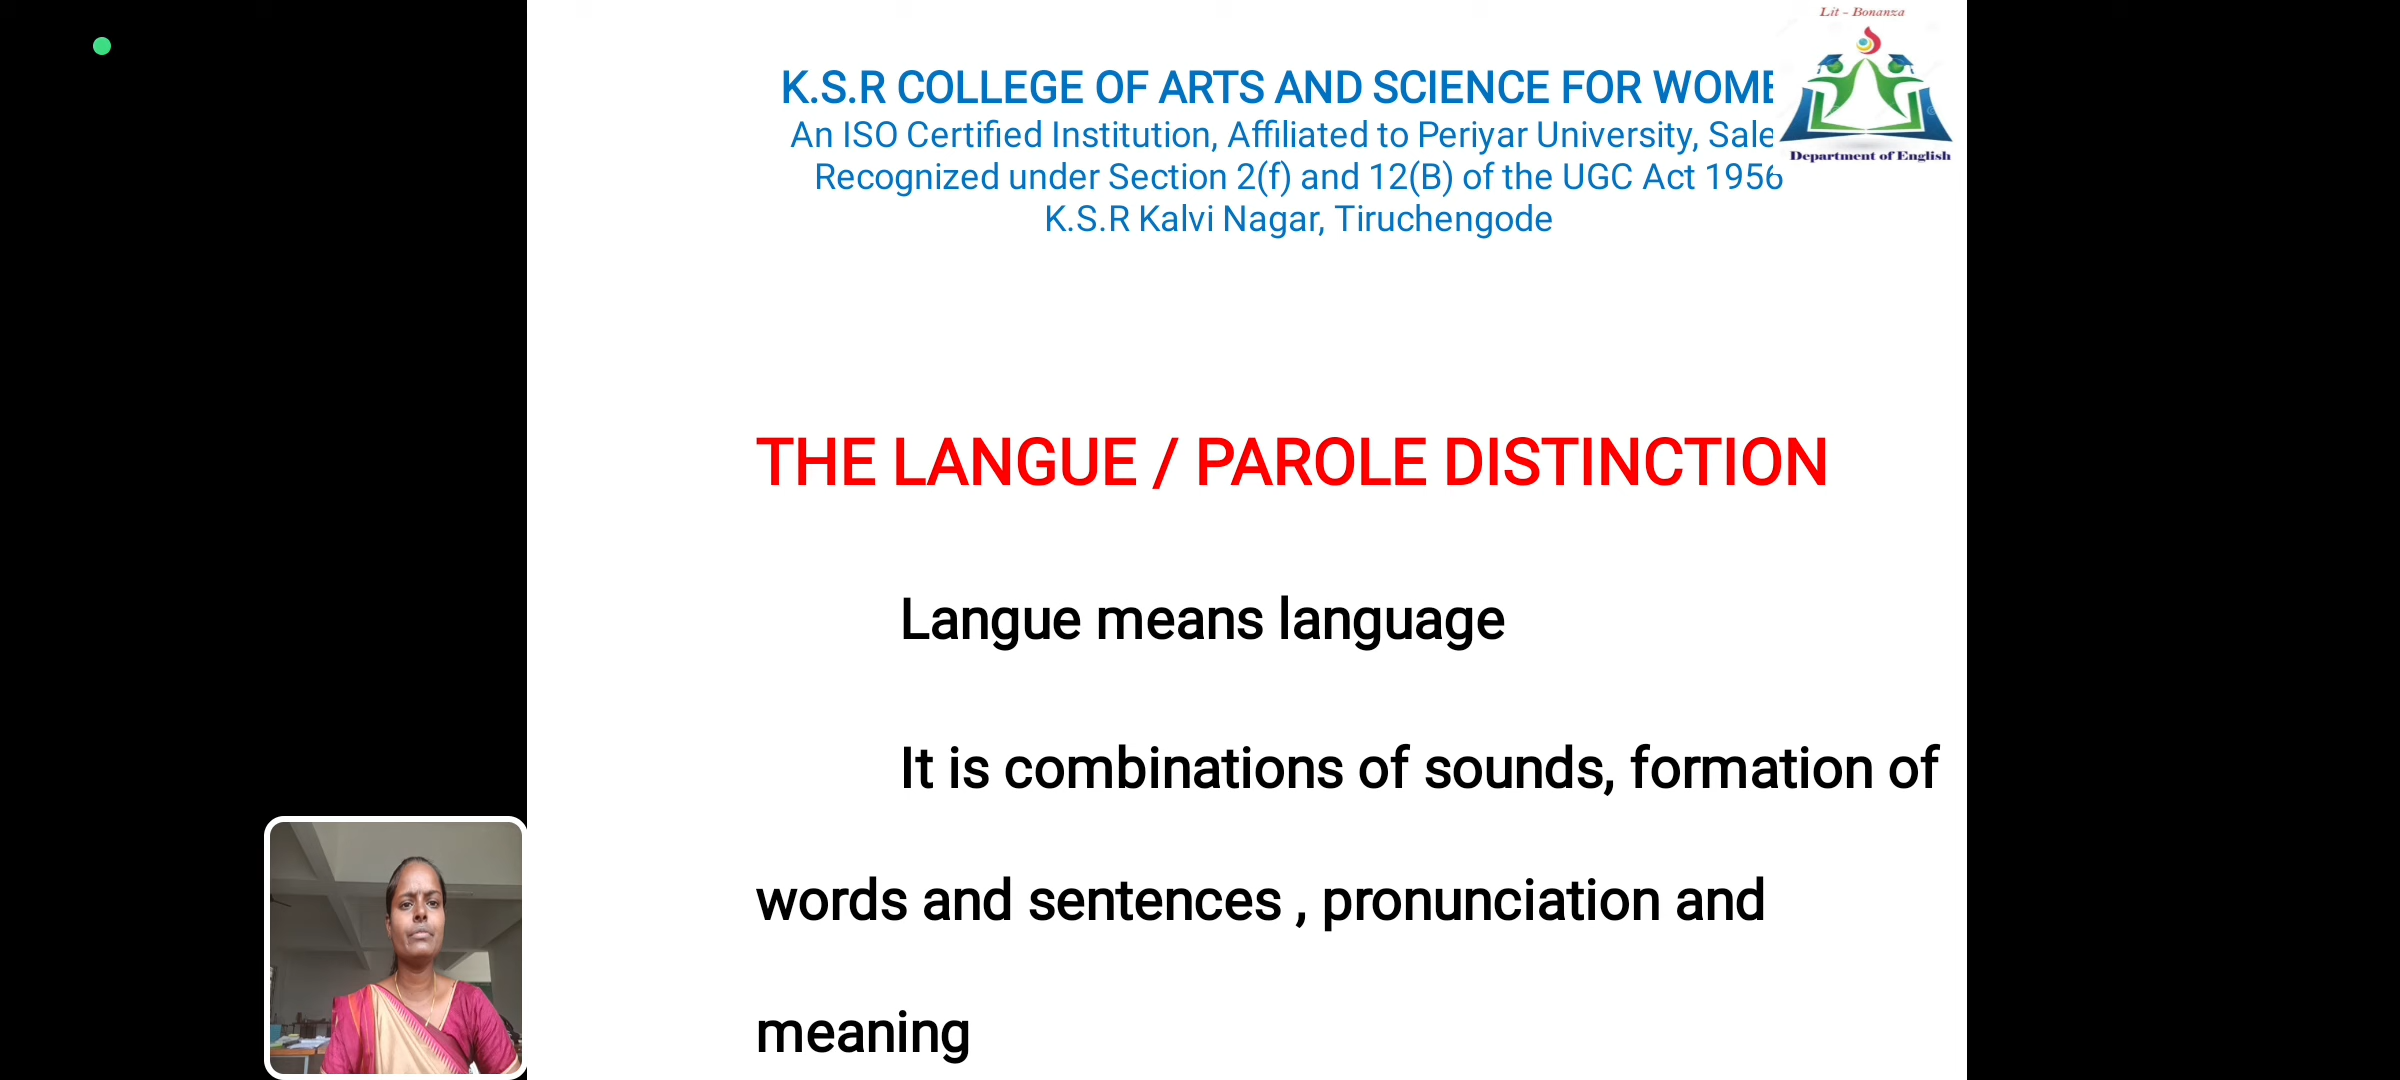 Lit - Bonanza
K.S.R COLLEGE OF ARTS AND SCIENCE FOR
An ISO Certified Institution, Affiliated to Periyar University,
Department of English
Recognized under Section 2(f) and 12(B) of the UGC Act 1956
K.S.R Kalvi Nagar, Tiruchengode
THE LANGUE / PAROLE DISTINCTION
Langue means language
It is combinations of sounds, formation of
words and sentences , pronunciation and
meaning